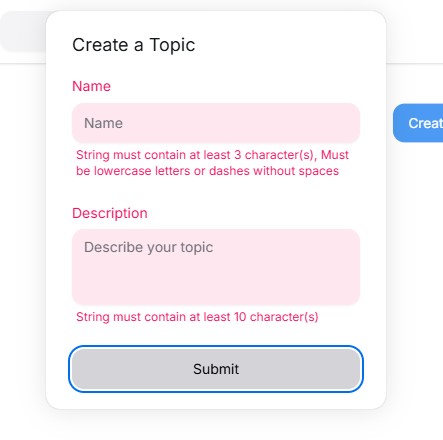 Create a Topic
Name
Name
String must contain at least 3 character(s), Must
be lowercase letters or dashes without spaces
Description
Describe your topic
String must contain at least 10 character(s)
Submit
Creat